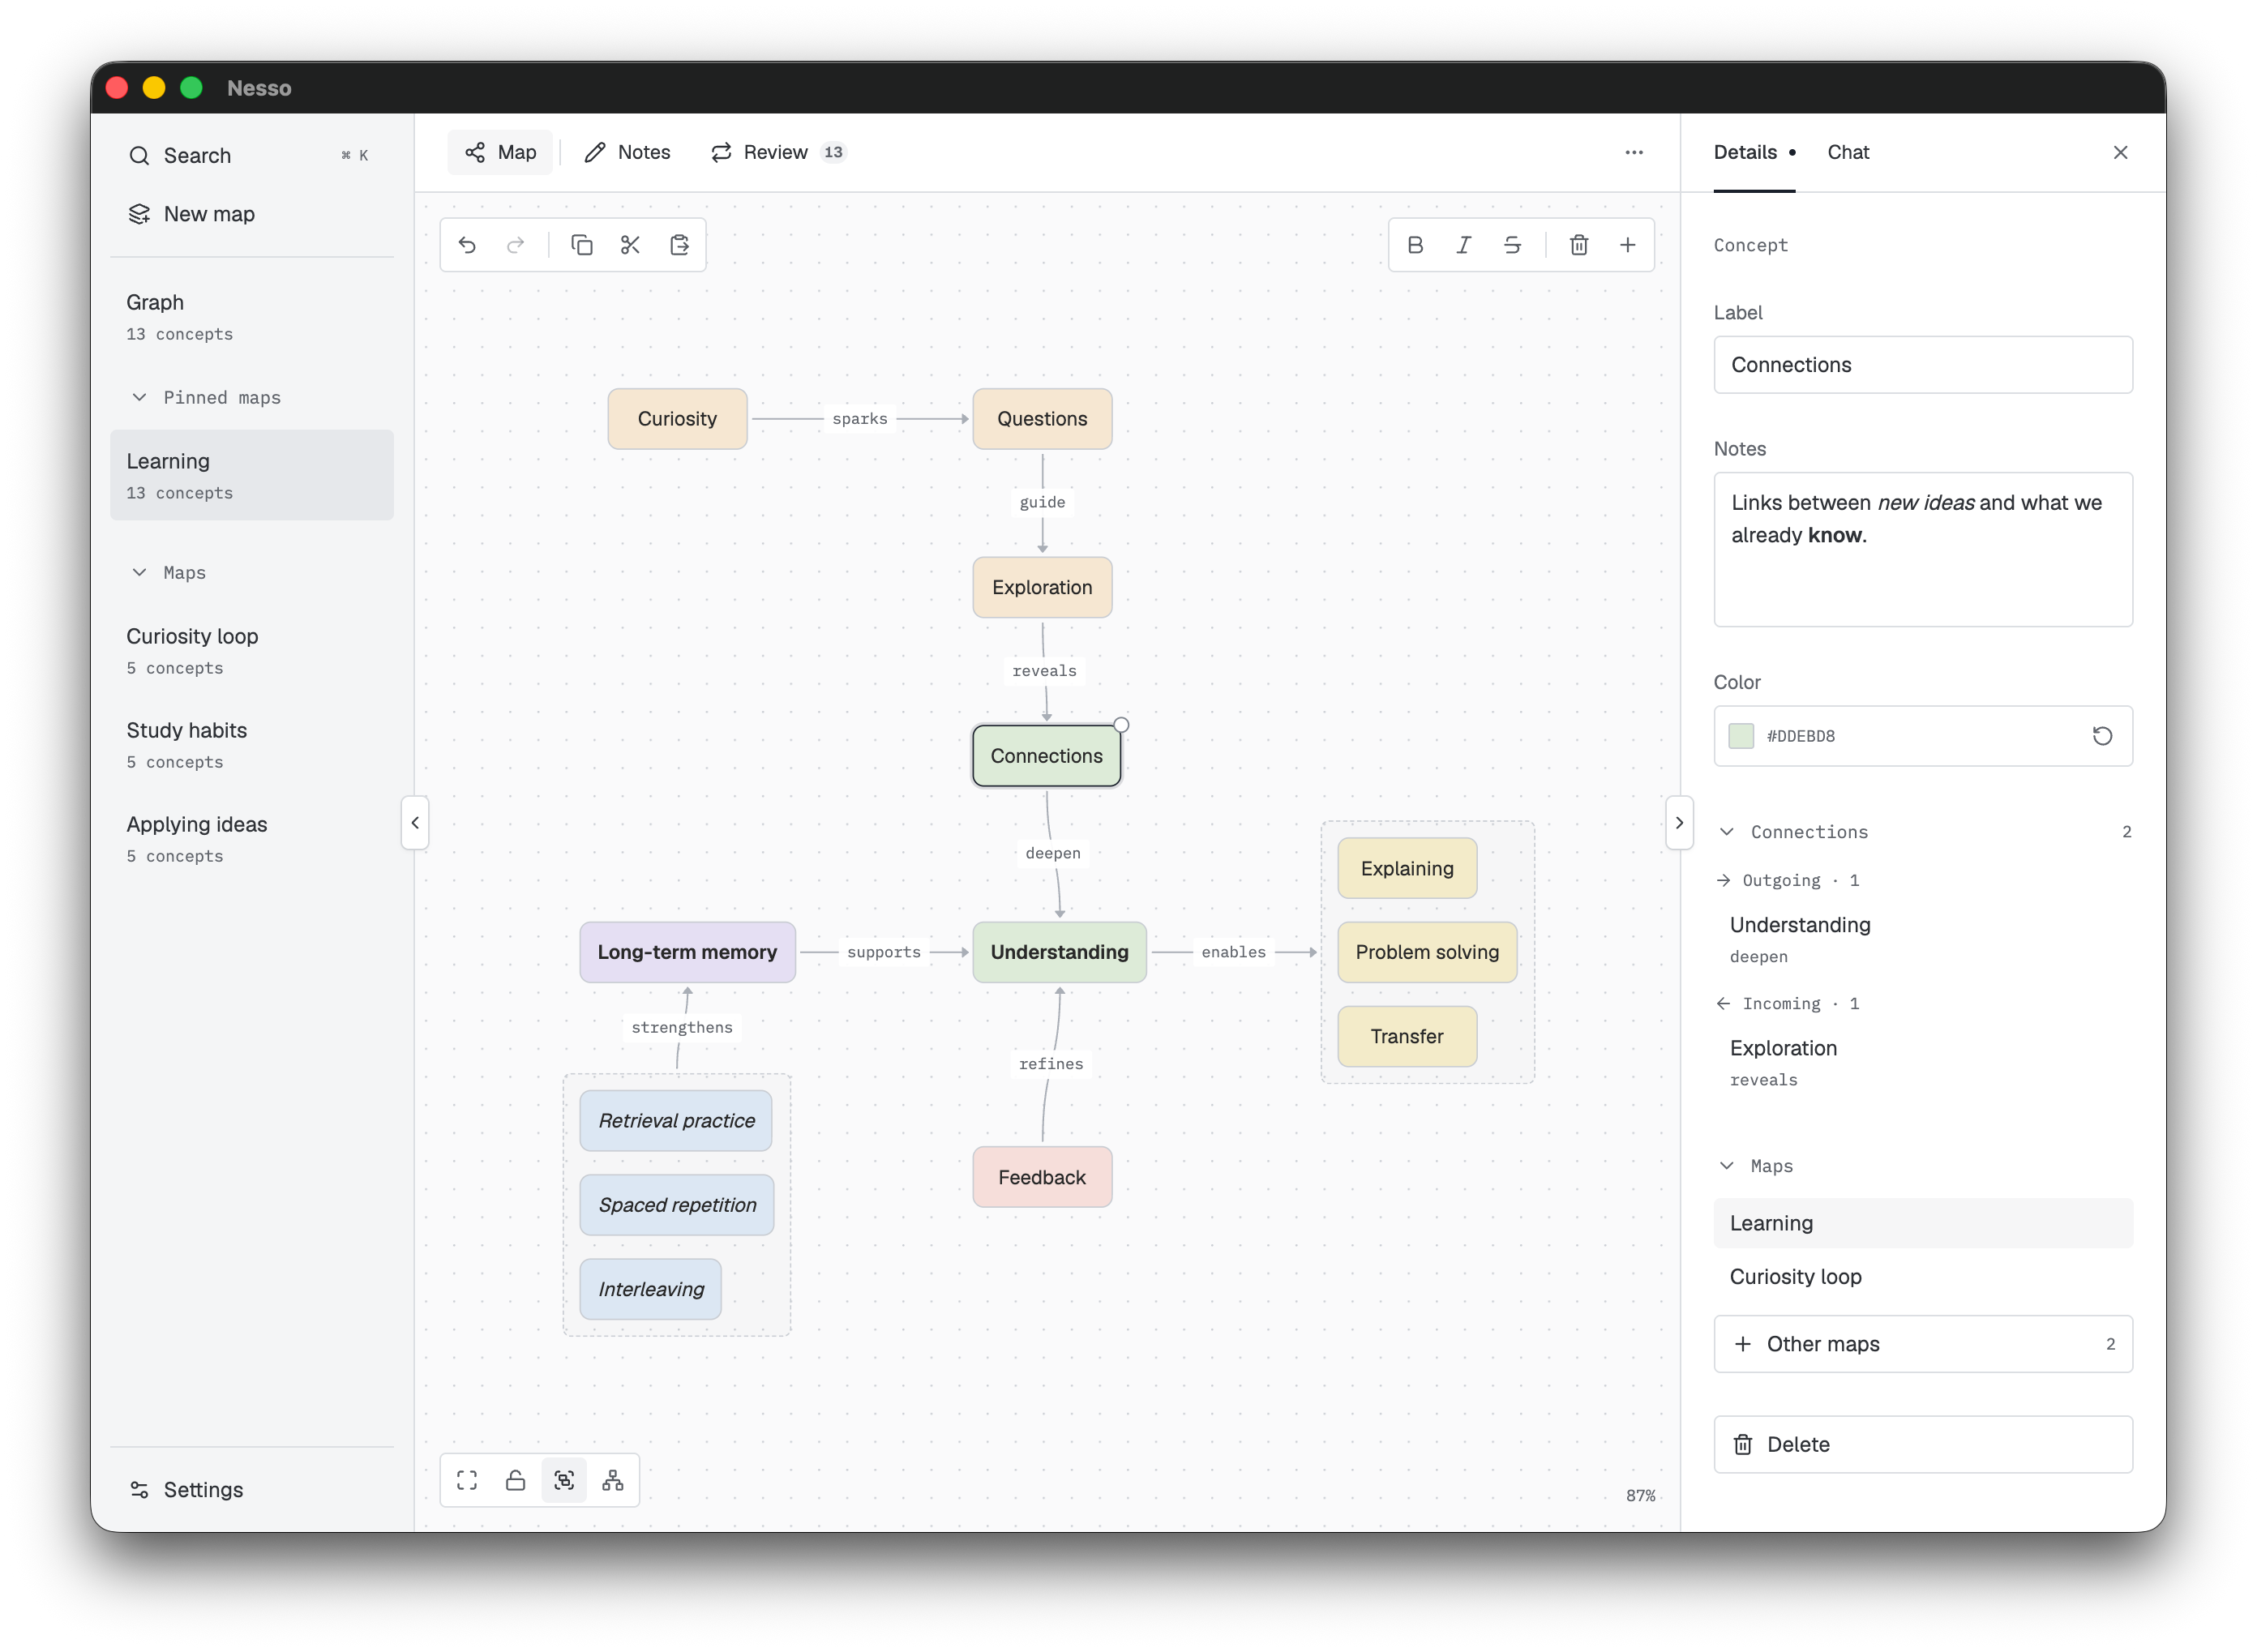 Nesso
Search ⌘ K
New map
Graph
13 concepts
Pinned maps
Learning
13 concepts
Maps
Curiosity loop
5 concepts
Study habits
5 concepts
Applying ideas
5 concepts
Settings
Map Notes Review 13
Curiosity sparks Questions
guide
Exploration
reveals
Connections
deepen
Explaining
Long-term memory supports Understanding enables Problem solving
Transfer
strengthens
refines
Retrieval practice
Feedback
Spaced repetition
Interleaving
87%
Details • Chat
Concept
Label
Connections
Notes
Links between new ideas and what we
already know.
Color
#DDEBD8
Connections 2
Outgoing · 1
Understanding
deepen
Incoming · 1
Exploration
reveals
Maps
Learning
Curiosity loop
Other maps 2
Delete